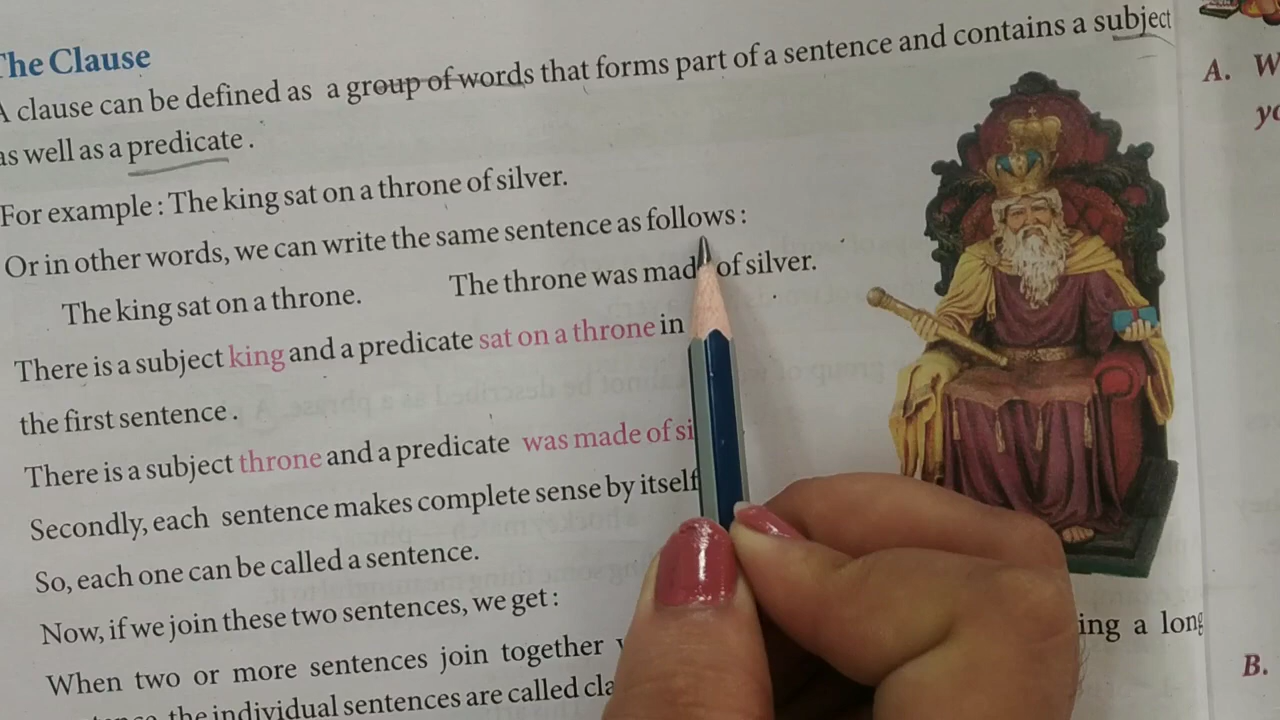 The Clause
A clause can be defined as a group of words that forms part of a sentence and contains a subject
as well as a predicate .
For example : The king sat on a throne of silver.
Or in other words, we can write the same sentence as follows :
The king sat on a throne. The throne was made of silver.
There is a subject king and a predicate sat on a throne in
the first sentence .
There is a subject throne and a predicate was made of si
Secondly, each sentence makes complete sense by itself
So, each one can be called a sentence.
Now, if we join these two sentences, we get :
When two or more sentences join together ing a long
the individual sentences are called cla
A. W
yo
B.